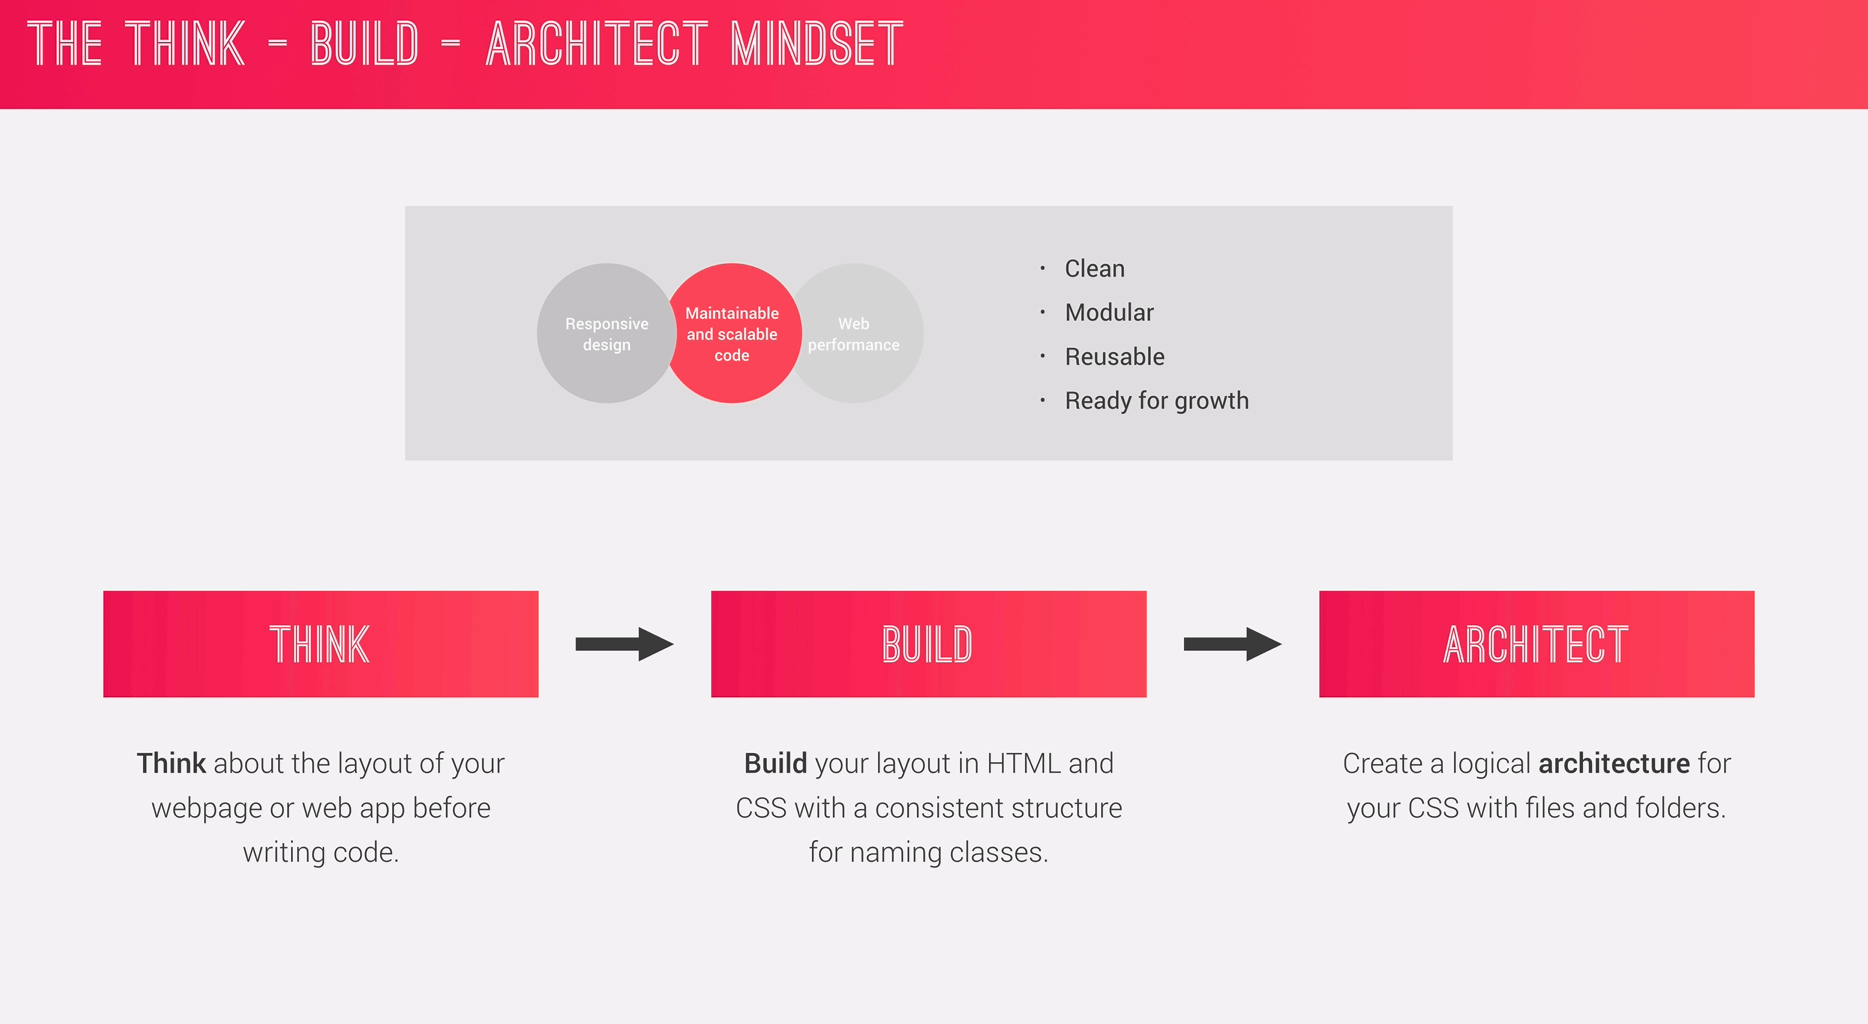 THE THINK – BUILD – ARCHITECT MINDSET
Responsive
design
Maintainable
and scalable
code
Web
performance
• Clean
• Modular
• Reusable
• Ready for growth
THINK
BUILD
ARCHITECT
Think about the layout of your
webpage or web app before
writing code.
Build your layout in HTML and
CSS with a consistent structure
for naming classes.
Create a logical architecture for
your CSS with files and folders.